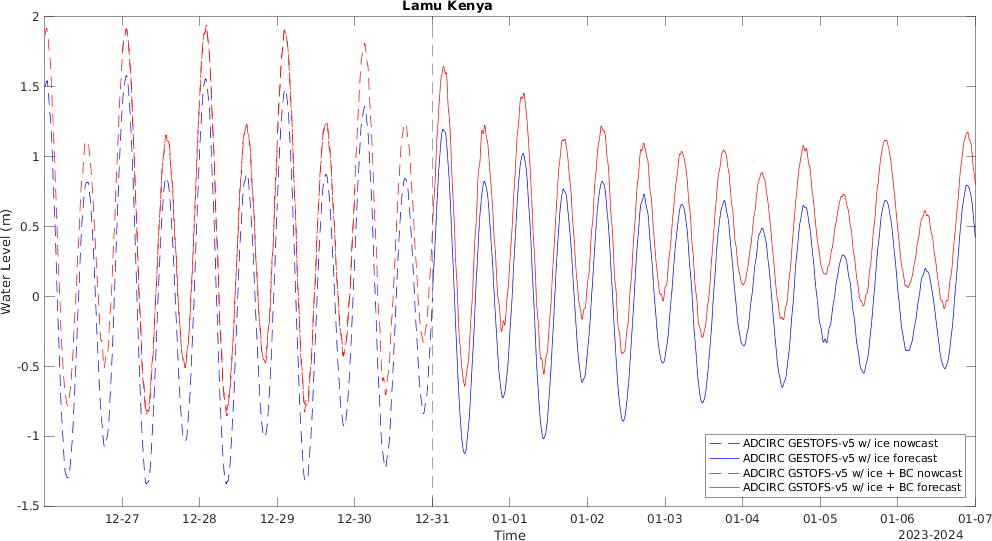 Lamu Kenya
2
1.5
1
0.5
0
-0.5
-1
-1.5
Water Level (m)
12-27 12-28 12-29 12-30 12-31 01-01 01-02 01-03 01-04 01-05 01-06 01-07
Time
2023-2024
ADCIRC GESTOFS-v5 w/ ice nowcast
ADCIRC GESTOFS-v5 w/ ice forecast
ADCIRC GSTOFS-v5 w/ ice + BC nowcast
ADCIRC GSTOFS-v5 w/ ice + BC forecast